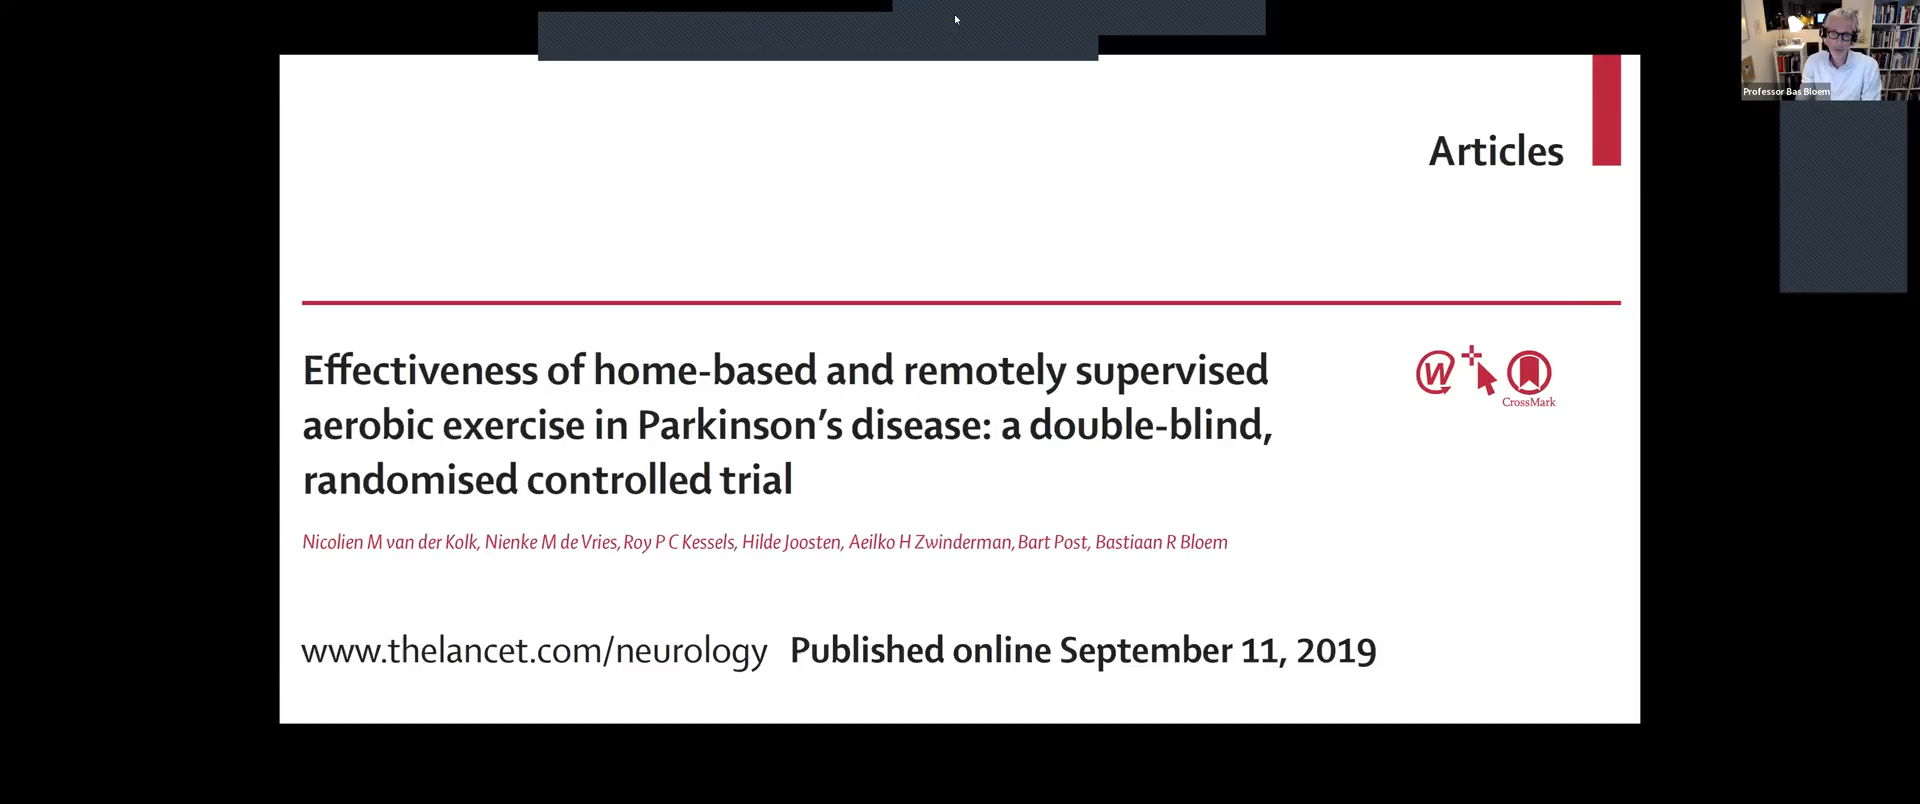 Professor Bas Bloem
Articles
Effectiveness of home-based and remotely supervised
aerobic exercise in Parkinson’s disease: a double-blind,
randomised controlled trial
W
CrossMark
Nicolien M van der Kolk, Nienke M de Vries, Roy P C Kessels, Hilde Joosten, Aeilko H Zwinderman, Bart Post, Bastiaan R Bloem
www.thelancet.com/neurology Published online September 11, 2019